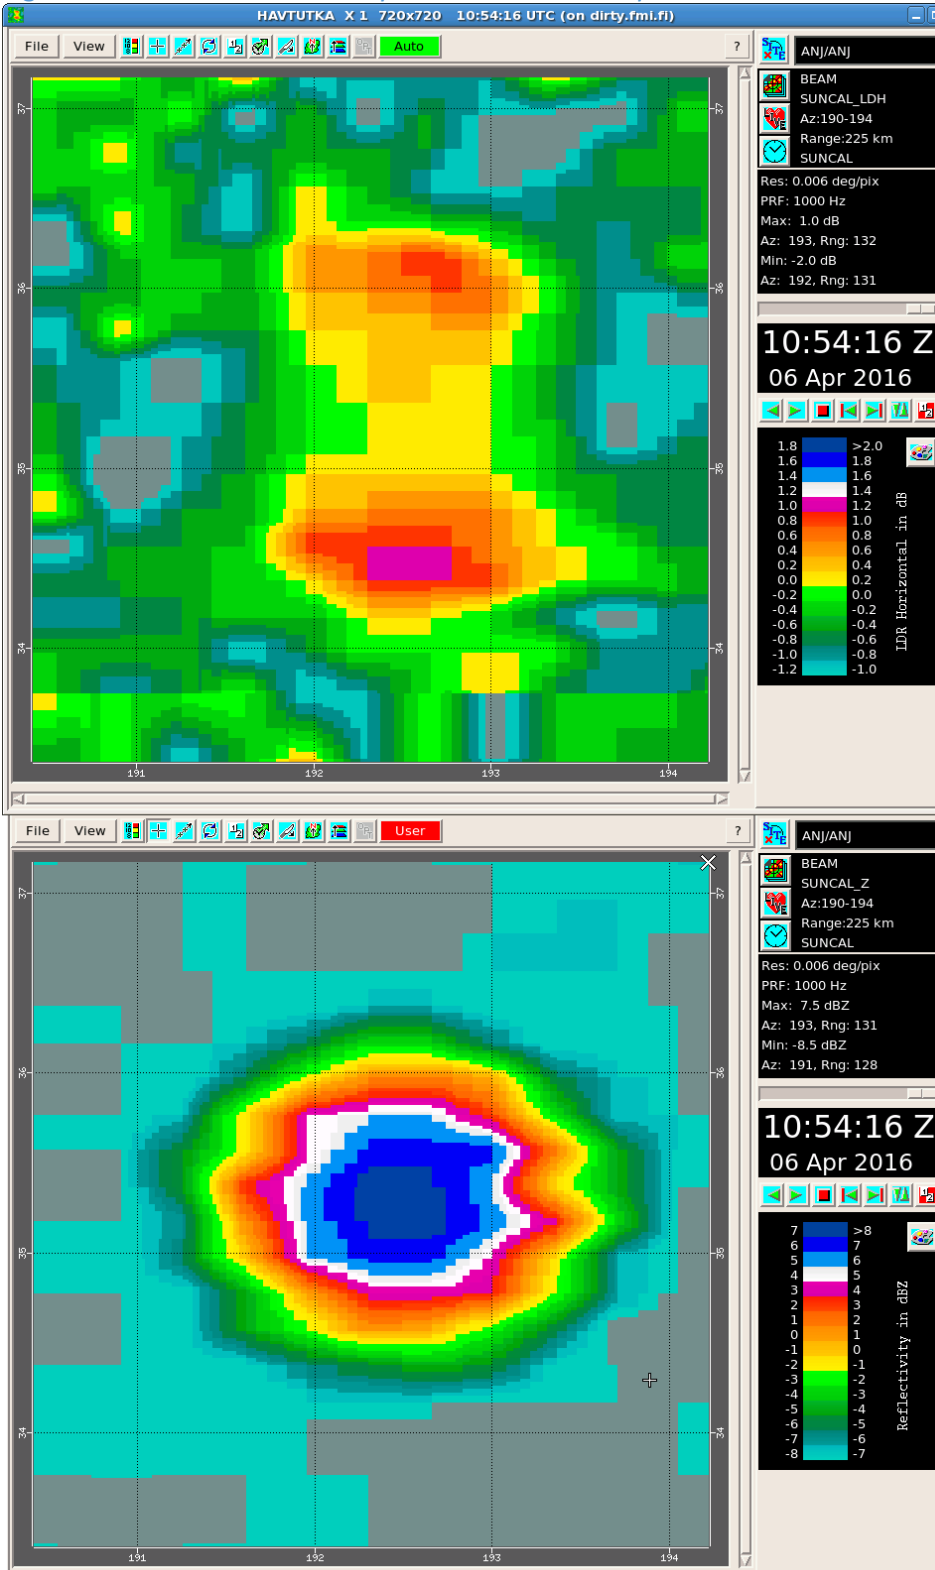 HAVTUTKA X 1 720x720 10:54:16 UTC (on dirty.fmi.fi)
File View Auto ?
ANJ/ANJ
BEAM
SUNCAL_LDH
Az:190-194
Range:225 km
SUNCAL
Res: 0.006 deg/pix
PRF: 1000 Hz
Max: 1.0 dB
Az: 193, Rng: 132
Min: -2.0 dB
Az: 192, Rng: 131
10:54:16 Z
06 Apr 2016
1.8 >2.0
1.6 1.8
1.4 1.6
1.2 1.4
1.0 1.2
0.8 1.0
0.6 0.8
0.4 0.6
0.2 0.4
0.0 0.2
-0.2 0.0
-0.4 -0.2
-0.6 -0.4
-0.8 -0.6
-1.0 -0.8
-1.2 -1.0
LDR Horizontal in dB
37 37
36 36
35 35
34 34
191 192 193 194
File View User ?
ANJ/ANJ
BEAM
SUNCAL_Z
Az:190-194
Range:225 km
SUNCAL
Res: 0.006 deg/pix
PRF: 1000 Hz
Max: 7.5 dBZ
Az: 193, Rng: 131
Min: -8.5 dBZ
Az: 191, Rng: 128
10:54:16 Z
06 Apr 2016
7 >8
6 7
5 6
4 5
3 4
2 3
1 2
0 1
-1 0
-2 -1
-3 -2
-4 -3
-5 -4
-6 -5
-7 -6
-8 -7
Reflectivity in dBZ
37 37
36 36
35 35
34 34
191 192 193 194